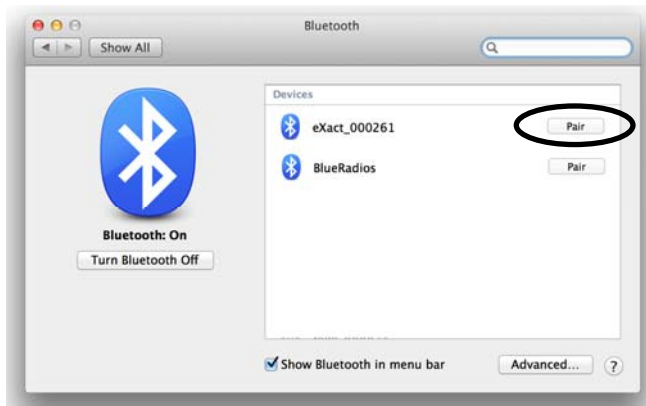 Bluetooth
Show All
Devices
eXact_000261 Pair
BlueRadios Pair
Bluetooth: On
Turn Bluetooth Off
Show Bluetooth in menu bar Advanced... ?